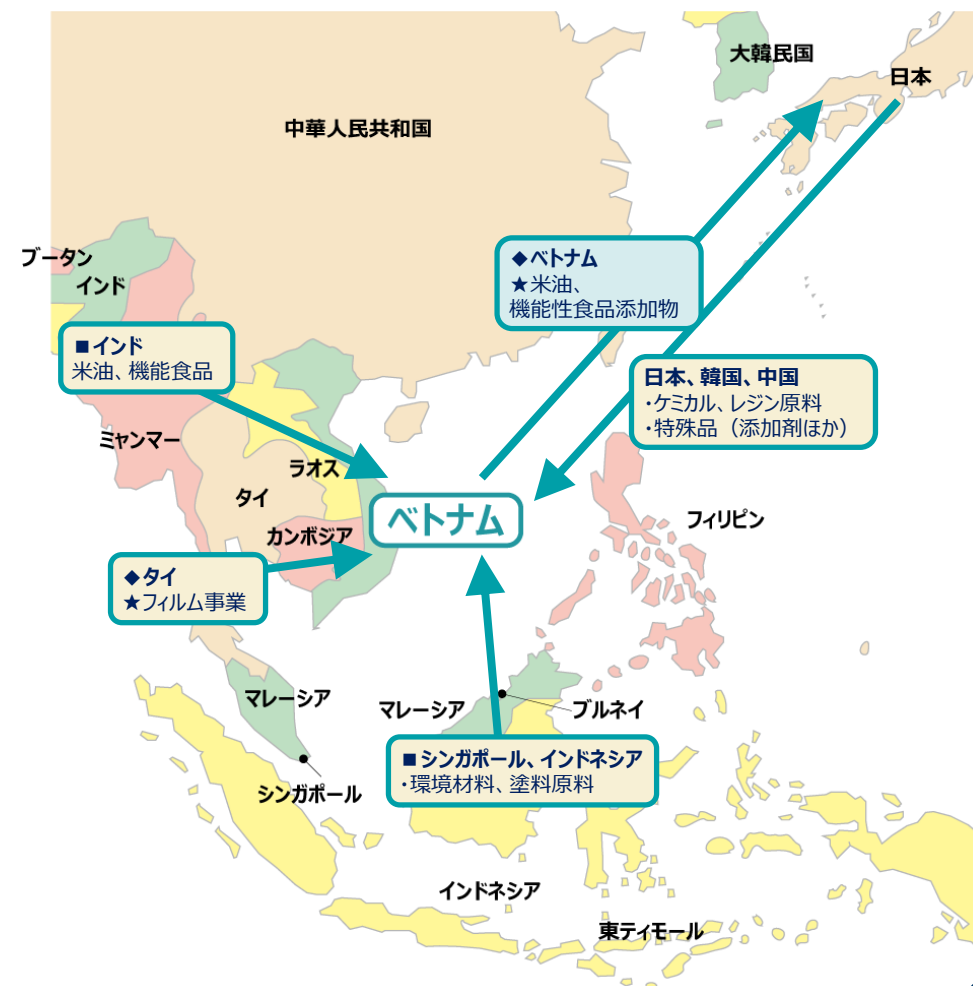 大韓民国
日本
中華人民共和国
ブータン
インド
◆ベトナム
★米油、
機能性食品添加物
■インド
米油、機能食品
日本、韓国、中国
・ケミカル、レジン原料
・特殊品（添加剤ほか）
ミャンマー
ラオス
タイ
ベトナム
フィリピン
カンボジア
◆タイ
★フィルム事業
マレーシア
マレーシア
ブルネイ
■シンガポール、インドネシア
・環境材料、塗料原料
シンガポール
インドネシア
東ティモール